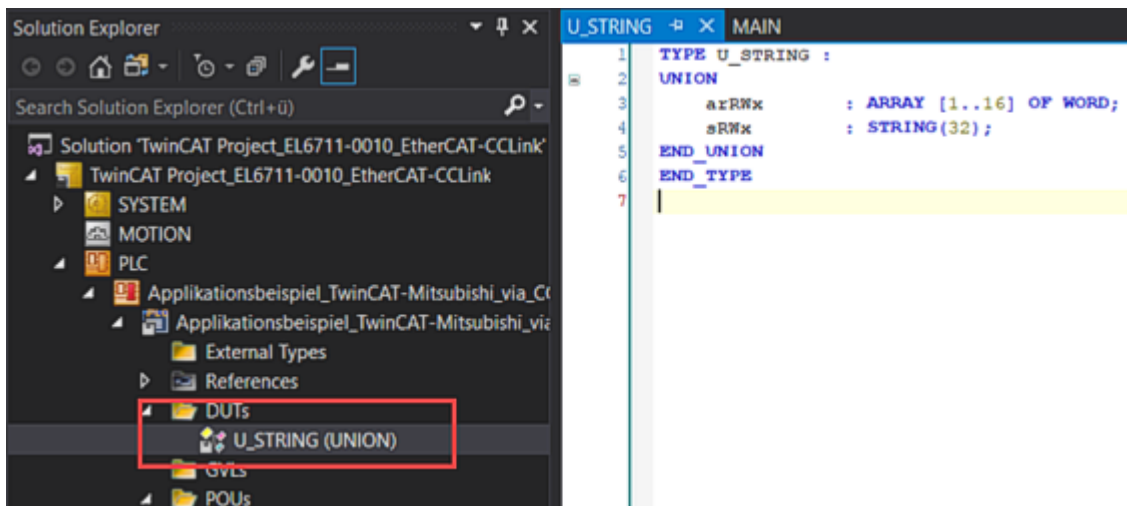 Solution Explorer
Search Solution Explorer (Ctrl+ü)
Solution 'TwinCAT Project_EL6711-0010_EtherCAT-CCLink'
TwinCAT Project_EL6711-0010_EtherCAT-CCLink
SYSTEM
MOTION
PLC
Applikationsbeispiel_TwinCAT-Mitsubishi_via_C
Applikationsbeispiel_TwinCAT-Mitsubishi_via
External Types
References
DUTs
U_STRING (UNION)
GVLs
POUs
U_STRING MAIN
1 TYPE U_STRING :
2 UNION
3 arRWx : ARRAY [1..16] OF WORD;
4 sRWx : STRING(32);
5 END_UNION
6 END_TYPE
7